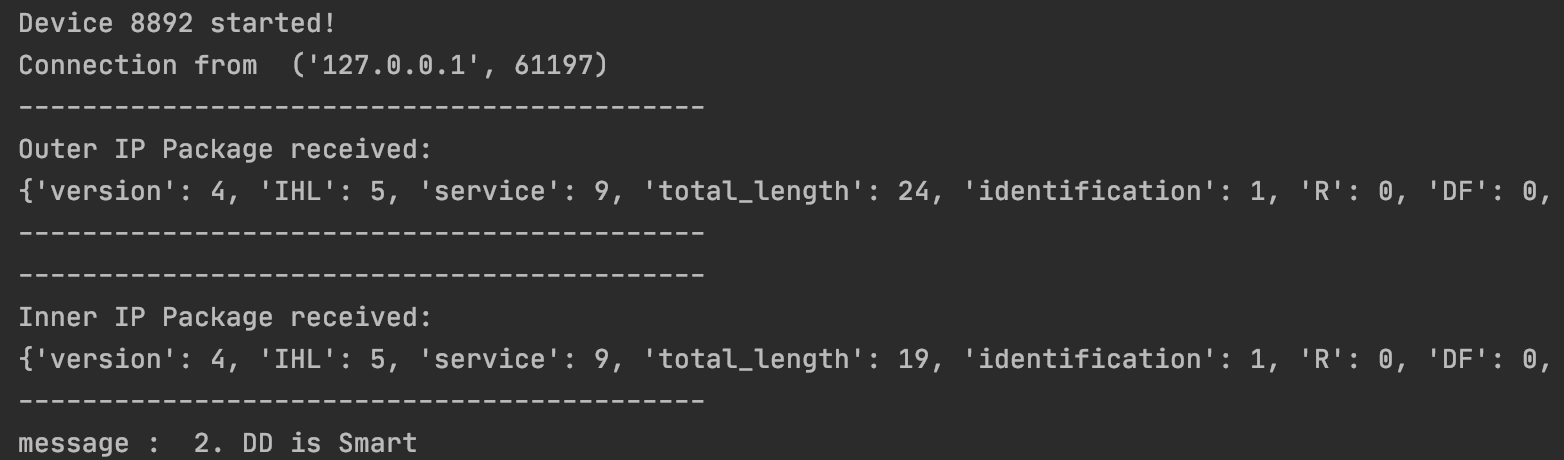 Device 8892 started!
Connection from  ('127.0.0.1', 61197)
-------------------------------------------
Outer IP Package received:
{'version': 4, 'IHL': 5, 'service': 9, 'total_length': 24, 'identification': 1, 'R': 0, 'DF': 0,
-------------------------------------------
-------------------------------------------
Inner IP Package received:
{'version': 4, 'IHL': 5, 'service': 9, 'total_length': 19, 'identification': 1, 'R': 0, 'DF': 0,
-------------------------------------------
message :  2. DD is Smart